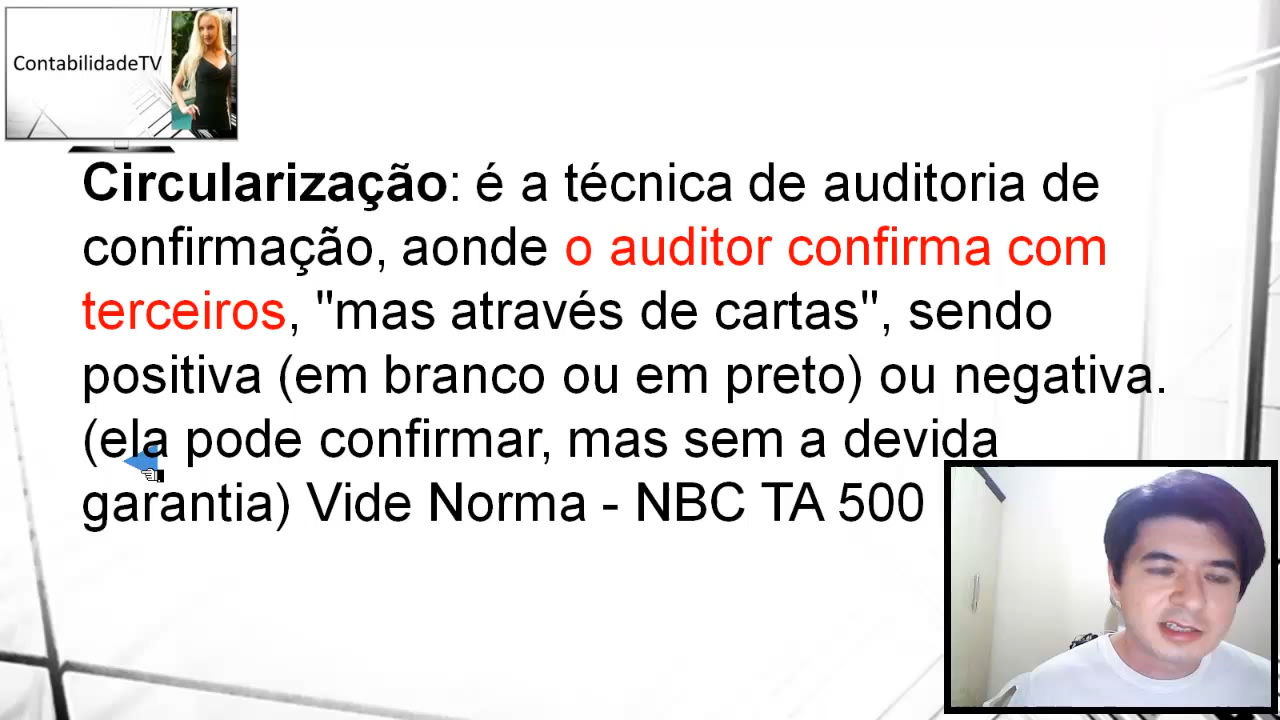 ContabilidadeTV
Circularização: é a técnica de auditoria de
confirmação, aonde o auditor confirma com
terceiros, "mas através de cartas", sendo
positiva (em branco ou em preto) ou negativa.
(ela pode confirmar, mas sem a devida
garantia) Vide Norma - NBC TA 500